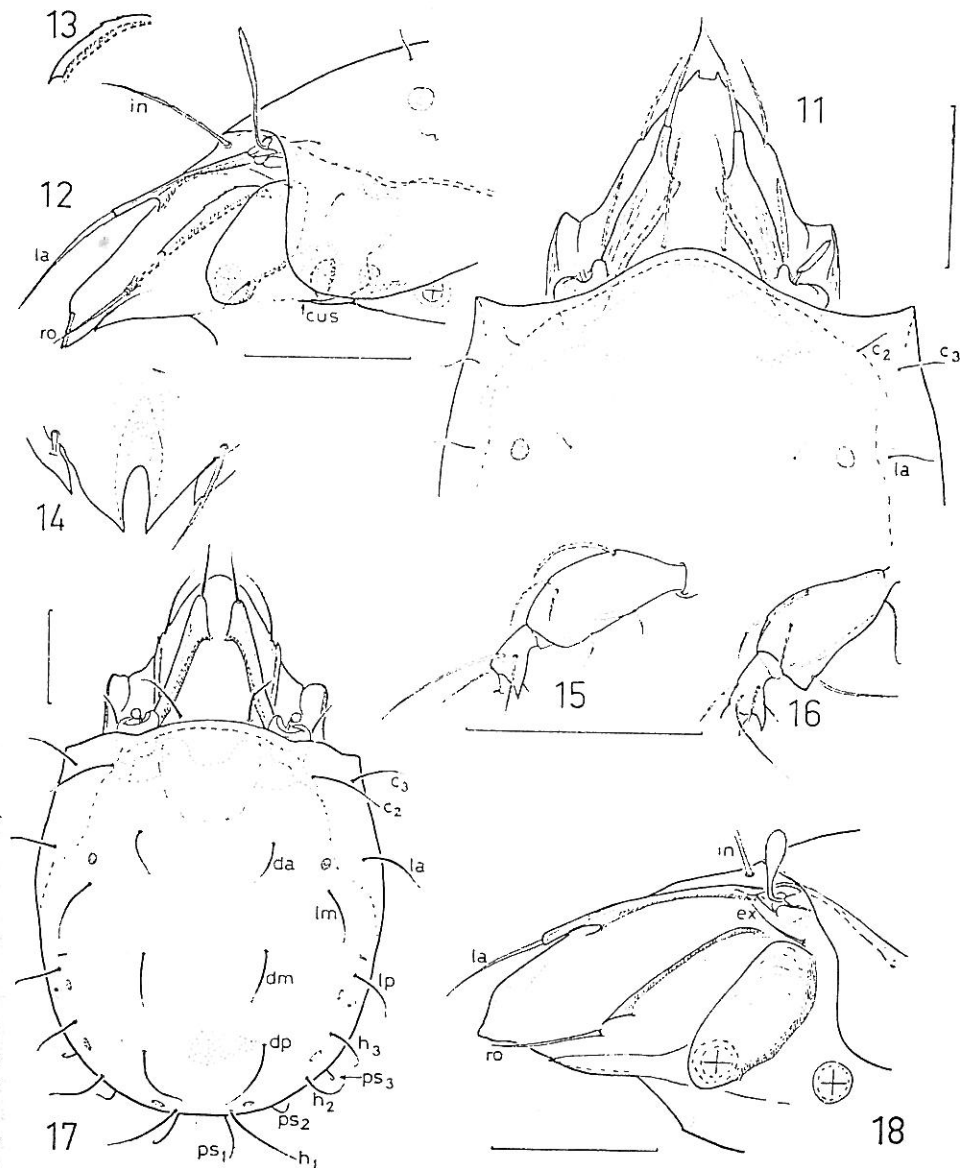 13
in
12
la
ro
cus
11
c2
c3
la
14
15
16
c3
c2
da
la
lm
dm
lp
dp
h3
ps3
h2
ps2
ps1
h1
17
in
ex
la
ro
18